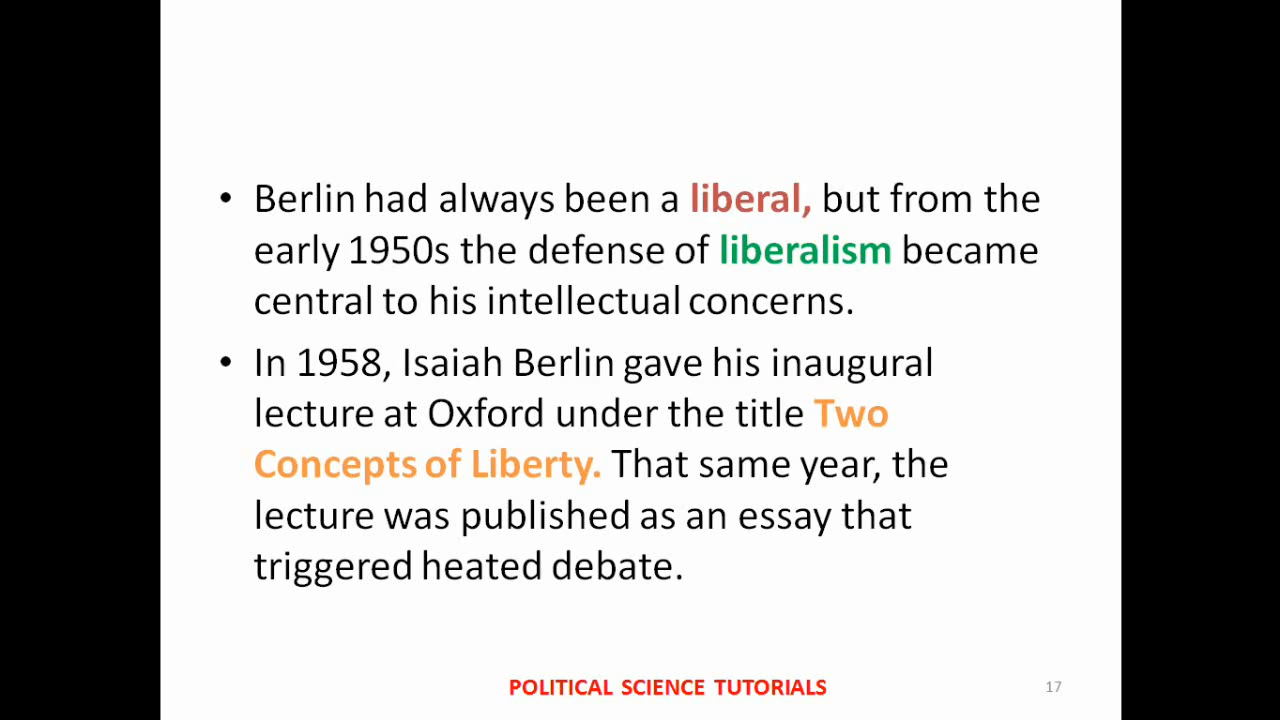 • Berlin had always been a liberal, but from the
early 1950s the defense of liberalism became
central to his intellectual concerns.
• In 1958, Isaiah Berlin gave his inaugural
lecture at Oxford under the title Two
Concepts of Liberty. That same year, the
lecture was published as an essay that
triggered heated debate.
POLITICAL SCIENCE TUTORIALS
17